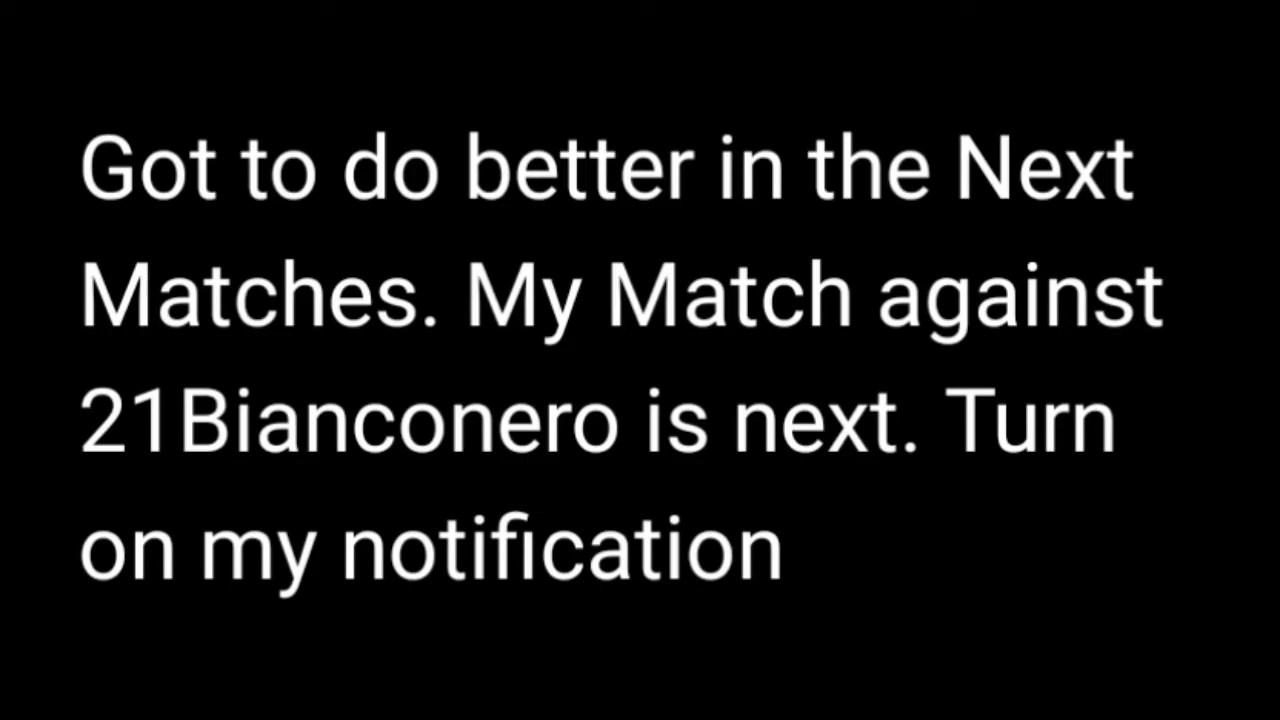 Got to do better in the Next
Matches. My Match against
21Bianconero is next. Turn
on my notification